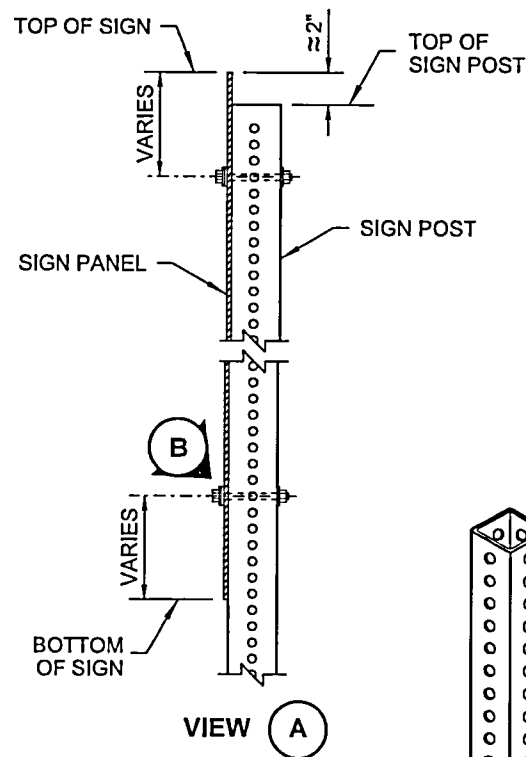 TOP OF SIGN
≈2"
TOP OF
SIGN POST
VARIES
SIGN POST
SIGN PANEL
B
VARIES
BOTTOM
OF SIGN
VIEW A